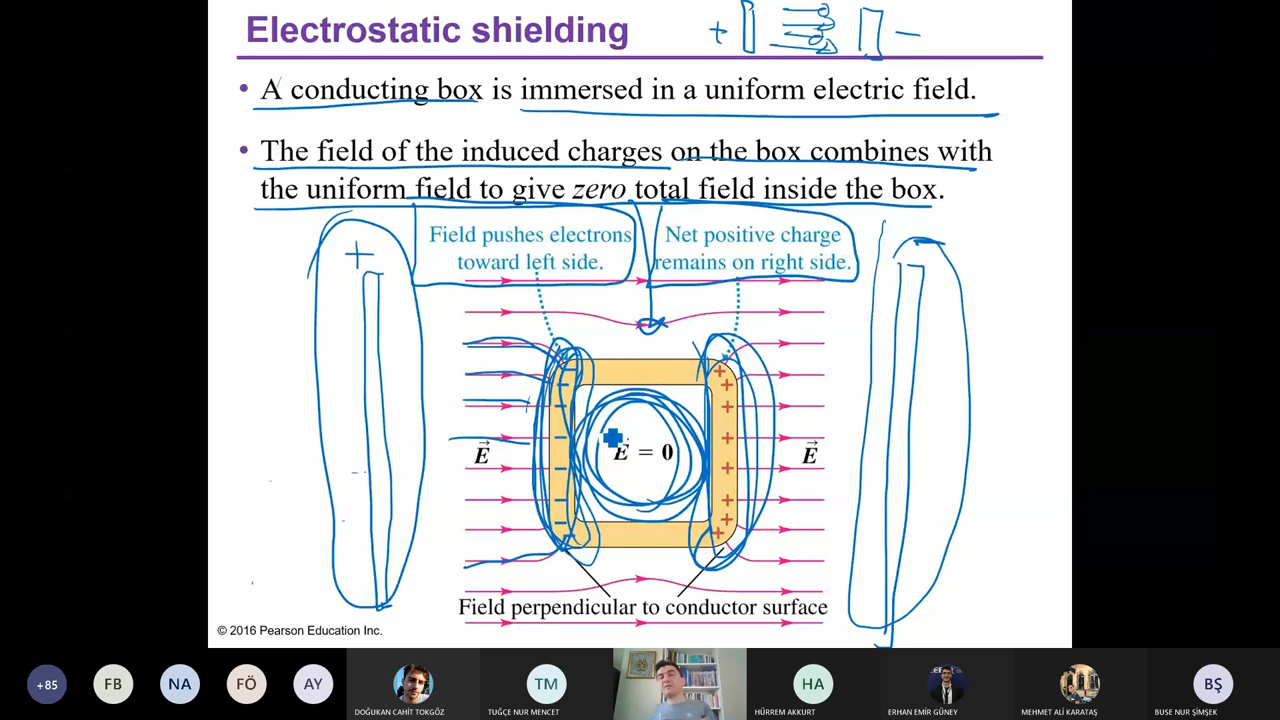 Electrostatic shielding
+ -
• A conducting box is immersed in a uniform electric field.
• The field of the induced charges on the box combines with
the uniform field to give zero total field inside the box.
Field pushes electrons
toward left side.
Net positive charge
remains on right side.
+
E = 0
E
E
Field perpendicular to conductor surface
© 2016 Pearson Education Inc.
+85
FB
NA
FÖ
AY
DOĞUKAN CAHİT TOKGÖZ
TM
TUĞÇE NUR MENCET
HA
HÜRREM AKKURT
ERHAN EMİR GÜNEY
MEHMET ALİ KARATAŞ
BŞ
BUSE NUR ŞİMŞEK